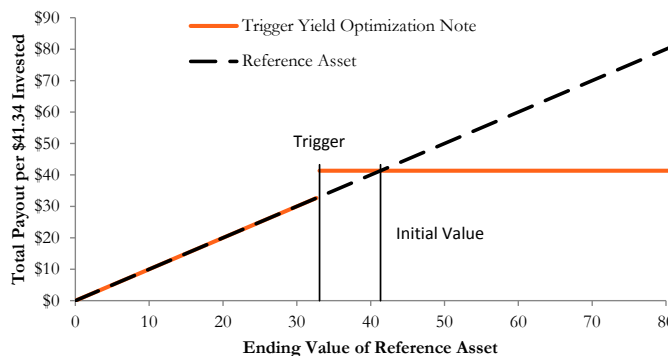 $90
$80
$70
$60
$50
$40
$30
$20
$10
$0
Total Payout per $41.34 Invested
Trigger Yield Optimization Note
Reference Asset
Trigger
Initial Value
0 10 20 30 40 50 60 70 80
Ending Value of Reference Asset